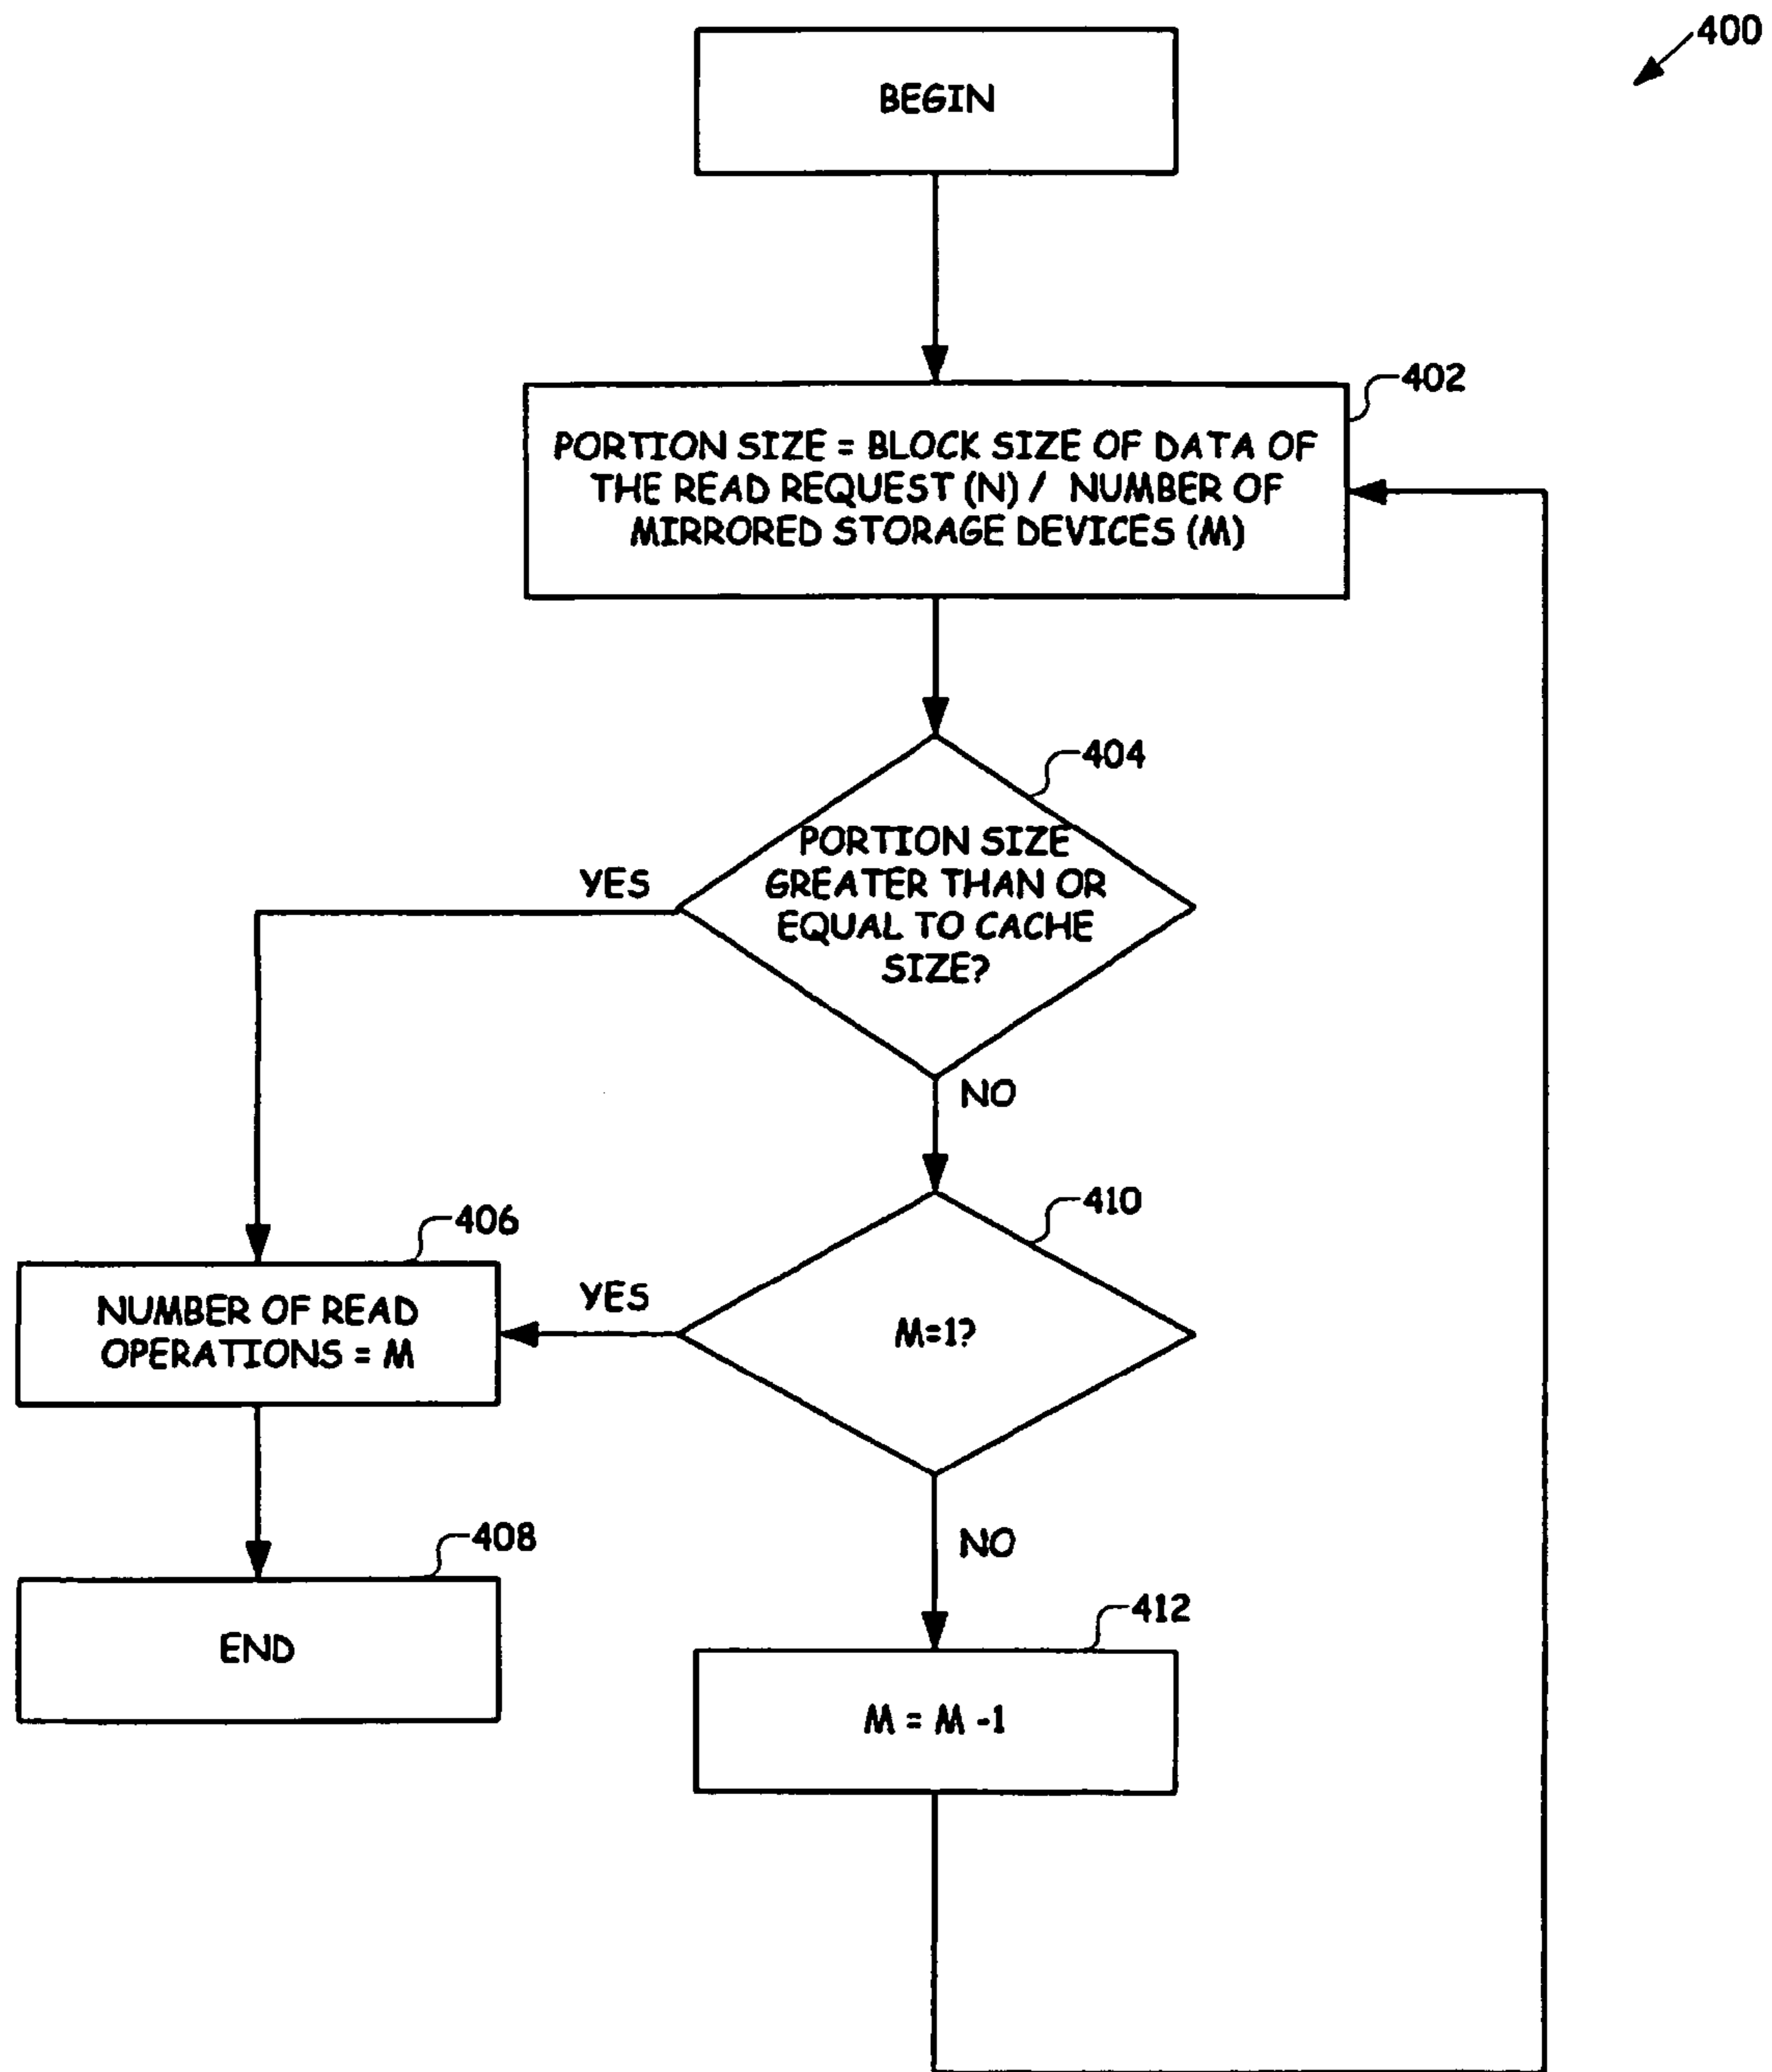 400
BEGIN
402
PORTION SIZE = BLOCK SIZE OF DATA OF
THE READ REQUEST (N) / NUMBER OF
MIRRORED STORAGE DEVICES (M)
404
PORTION SIZE
GREATER THAN OR
EQUAL TO CACHE
SIZE?
YES
NO
410
406
NUMBER OF READ
OPERATIONS = M
YES
M=1?
408
END
NO
412
M = M -1